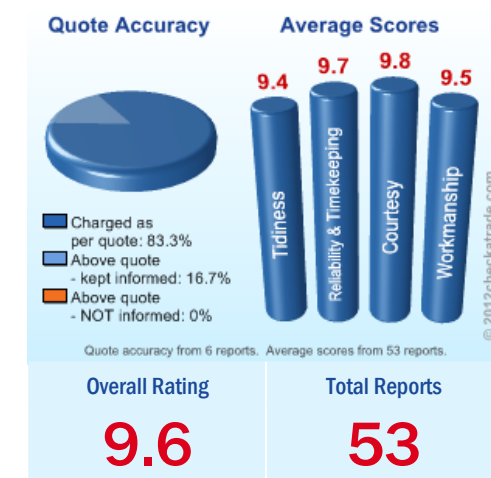 Quote Accuracy
Average Scores
9.4
9.7
9.8
9.5
Tidiness
Reliability & Timekeeping
Courtesy
Workmanship
Charged as
per quote: 83.3%
Above quote
- kept informed: 16.7%
Above quote
- NOT informed: 0%
© 2012checkatrade.com
Quote accuracy from 6 reports. Average scores from 53 reports.
Overall Rating
9.6
Total Reports
53